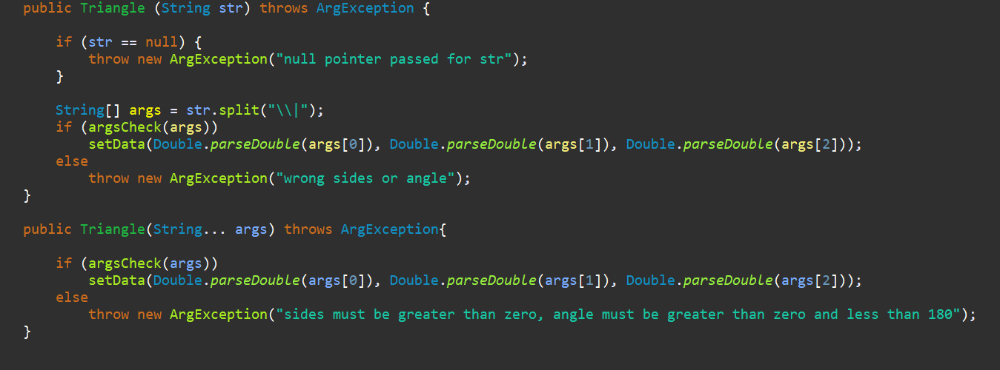 public Triangle (String str) throws ArgException {
if (str == null) {
throw new ArgException("null pointer passed for str");
}
String[] args = str.split("\\|");
if (argsCheck(args))
setData(Double.parseDouble(args[0]), Double.parseDouble(args[1]), Double.parseDouble(args[2]));
else
throw new ArgException("wrong sides or angle");
}
public Triangle(String... args) throws ArgException{
if (argsCheck(args))
setData(Double.parseDouble(args[0]), Double.parseDouble(args[1]), Double.parseDouble(args[2]));
else
throw new ArgException("sides must be greater than zero, angle must be greater than zero and less than 180");
}